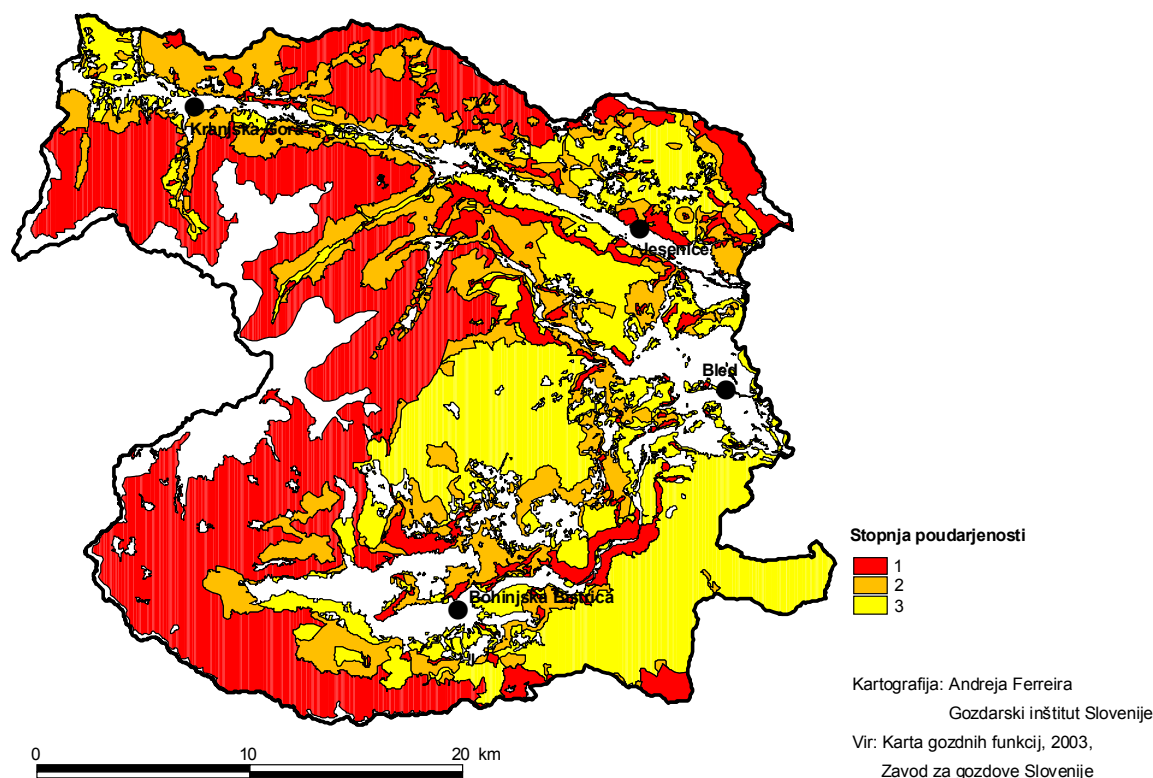 Kranjska Gora
Jesenice
Bled
Bohinjska Bistrica
Stopnja poudarjenosti
1
2
3
Kartografija: Andreja Ferreira
Gozdarski inštitut Slovenije
Vir: Karta gozdnih funkcij, 2003,
Zavod za gozdove Slovenije
0 10 20 km